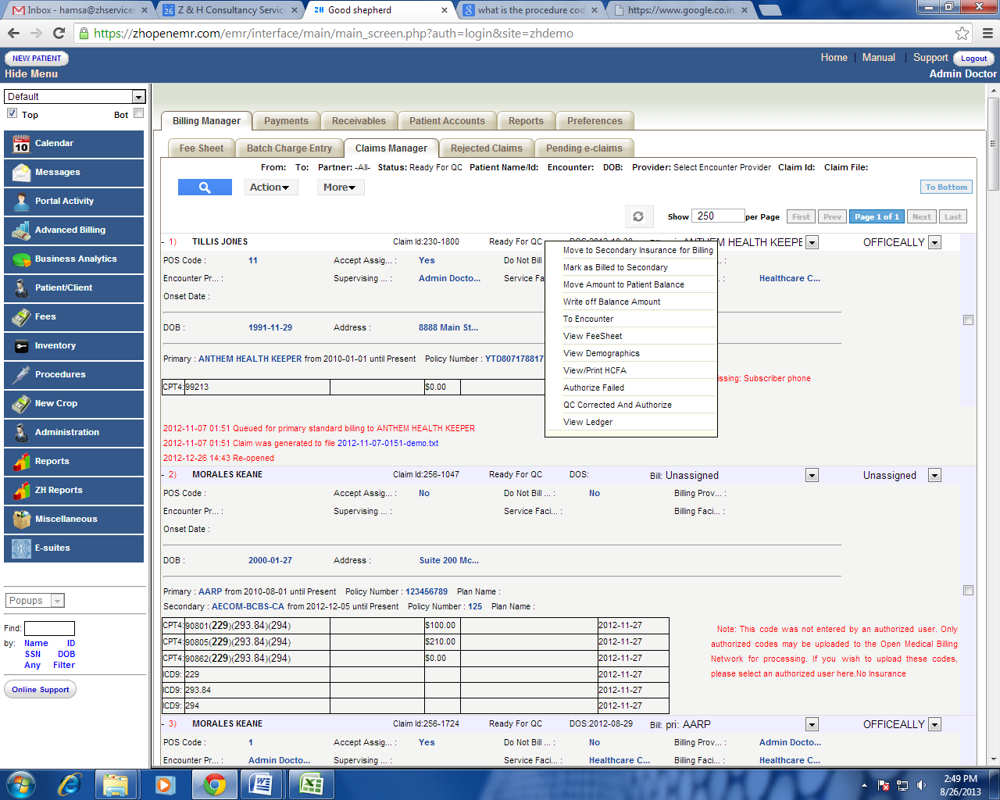 Inbox - hamsa@zhservices
Z & H Consultancy Servic
ZH Good shepherd
what is the procedure cod
https://www.google.co.in
https://zhopenemr.com/emr/interface/main/main_screen.php?auth=login&site=zhdemo
NEW PATIENT
Home | Manual | Support Logout
Hide Menu
Admin Doctor
Default
Top Bot
Calendar
Messages
Portal Activity
Advanced Billing
Business Analytics
Patient/Client
Fees
Inventory
Procedures
New Crop
Administration
Reports
ZH Reports
Miscellaneous
E-suites
Popups
Find:
by: Name ID
SSN DOB
Any Filter
Online Support
Billing Manager Payments Receivables Patient Accounts Reports Preferences
Fee Sheet Batch Charge Entry Claims Manager Rejected Claims Pending e-claims
From: To: Partner: -All- Status: Ready For QC Patient Name/Id: Encounter: DOB: Provider: Select Encounter Provider Claim Id: Claim File:
Action More To Bottom
Show 250 per Page First Prev Page 1 of 1 Next Last
- 1) TILLIS JONES Claim Id:230-1800 Ready For QC M HEALTH KEEPE OFFICEALLY
POS Code : 11 Accept Assig... : Yes Do Not Bill
Encounter Pr... : Supervising ... : Admin Docto... Service Fac . : Healthcare C...
Onset Date :
DOB : 1991-11-29 Address : 8888 Main St...
Primary : ANTHEM HEALTH KEEPER from 2010-01-01 until Present Policy Number : YTD807178817
ssing: Subscriber phone
CPT4: 99213 $0.00
Move to Secondary Insurance for Billing
Mark as Billed to Secondary
Move Amount to Patient Balance
Write off Balance Amount
To Encounter
View FeeSheet
View Demographics
View/Print HCFA
Authorize Failed
QC Corrected And Authorize
View Ledger
2012-11-07 01:51 Queued for primary standard billing to ANTHEM HEALTH KEEPER
2012-11-07 01:51 Claim was generated to file 2012-11-07-0151-demo.txt
2012-12-26 14:43 Re-opened
- 2) MORALES KEANE Claim Id:256-1047 Ready For QC DOS: Bill: Unassigned Unassigned
POS Code : Accept Assig... : No Do Not Bill ... : No Billing Prov... :
Encounter Pr... : Supervising ... : Service Faci... : Billing Faci... :
Onset Date :
DOB : 2000-01-27 Address : Suite 200 Mc...
Primary : AARP from 2010-08-01 until Present Policy Number : 123456789 Plan Name :
Secondary : AECOM-BCBS-CA from 2012-12-05 until Present Policy Number : 125 Plan Name :
CPT4: 90801(229)(293.84)(294) $100.00 2012-11-27
CPT4: 90805(229)(293.84)(294) $210.00 2012-11-27
CPT4: 90862(229)(293.84)(294) $0.00 2012-11-27
ICD9: 229 2012-11-27
ICD9: 293.84 2012-11-27
ICD9: 294 2012-11-27
Note: This code was not entered by an authorized user. Only
authorized codes may be uploaded to the Open Medical Billing
Network for processing. If you wish to upload these codes,
please select an authorized user here.No Insurance
- 3) MORALES KEANE Claim Id:256-1724 Ready For QC DOS:2012-08-29 Bill: pri: AARP OFFICEALLY
POS Code : 1 Accept Assig... : Yes Do Not Bill ... : No Billing Prov... : Admin Docto...
Encounter Pr... : Admin Docto... Supervising ... : Service Faci... : Healthcare C... Billing Faci... : Healthcare C...
2:49 PM
8/26/2013